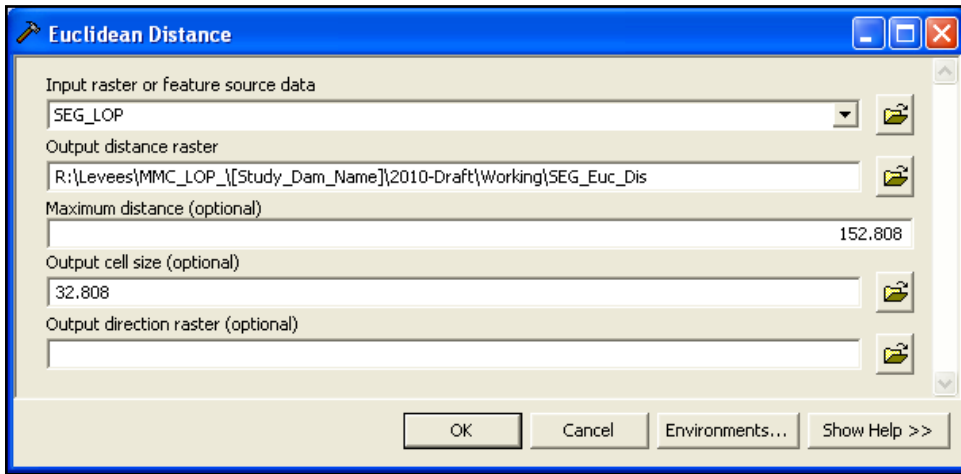 Euclidean Distance
Input raster or feature source data
SEG_LOP
Output distance raster
R:\Levees\MMC_LOP_\[Study_Dam_Name]\2010-Draft\Working\SEG_Euc_Dis
Maximum distance (optional)
152.808
Output cell size (optional)
32.808
Output direction raster (optional)
OK Cancel Environments... Show Help >>